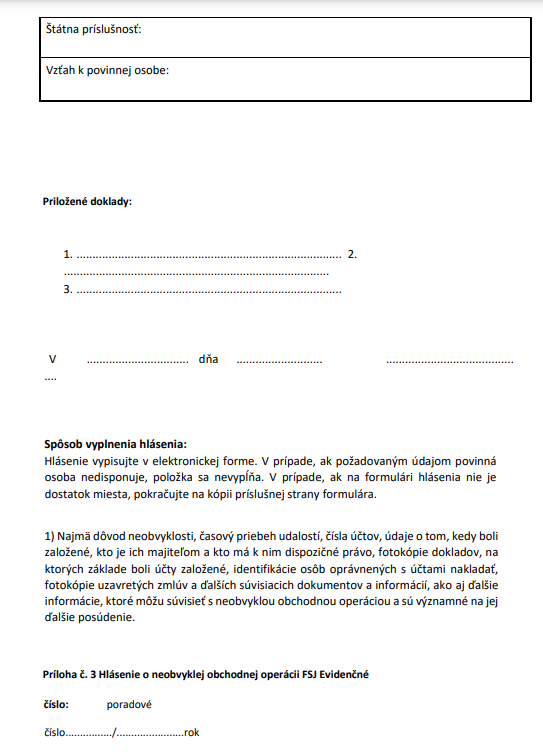 Štátna príslušnosť:
Vzťah k povinnej osobe:
Priložené doklady:
1. ................................................................................... 2.
...................................................................................
3. ...................................................................................
V ................................ dňa ........................... ........................................
....
Spôsob vyplnenia hlásenia:
Hlásenie vypisujte v elektronickej forme. V prípade, ak požadovaným údajom povinná
osoba nedisponuje, položka sa nevypĺňa. V prípade, ak na formulári hlásenia nie je
dostatok miesta, pokračujte na kópii príslušnej strany formulára.
1) Najmä dôvod neobvyklosti, časový priebeh udalostí, čísla účtov, údaje o tom, kedy boli
založené, kto je ich majiteľom a kto má k nim dispozičné právo, fotokópie dokladov, na
ktorých základe boli účty založené, identifikácie osôb oprávnených s účtami nakladať,
fotokópie uzavretých zmlúv a ďalších súvisiacich dokumentov a informácií, ako aj ďalšie
informácie, ktoré môžu súvisieť s neobvyklou obchodnou operáciou a sú významné na jej
ďalšie posúdenie.
Príloha č. 3 Hlásenie o neobvyklej obchodnej operácii FSJ Evidenčné
číslo: poradové
číslo.............../......................rok